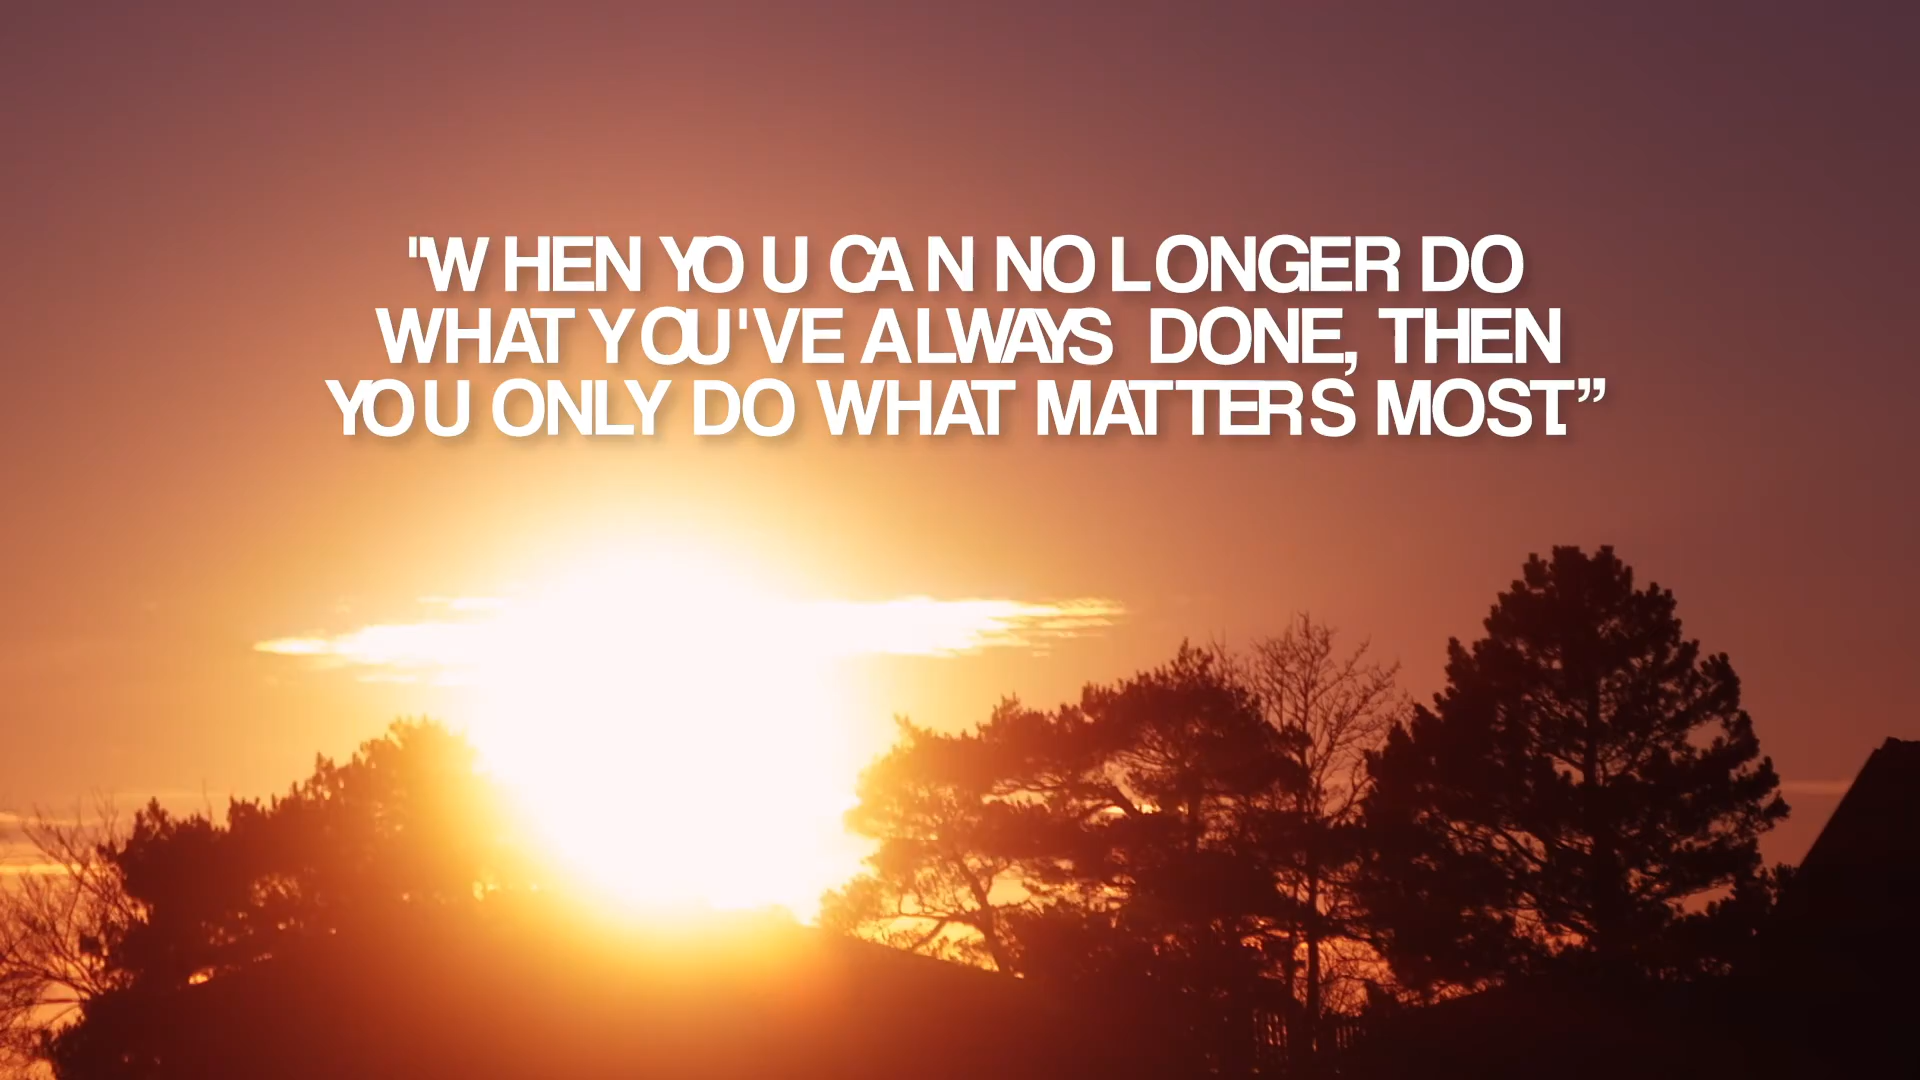 "WHEN YOU CAN NO LONGER DO
WHAT YOU'VE ALWAYS DONE, THEN
YOU ONLY DO WHAT MATTERS MOST.”